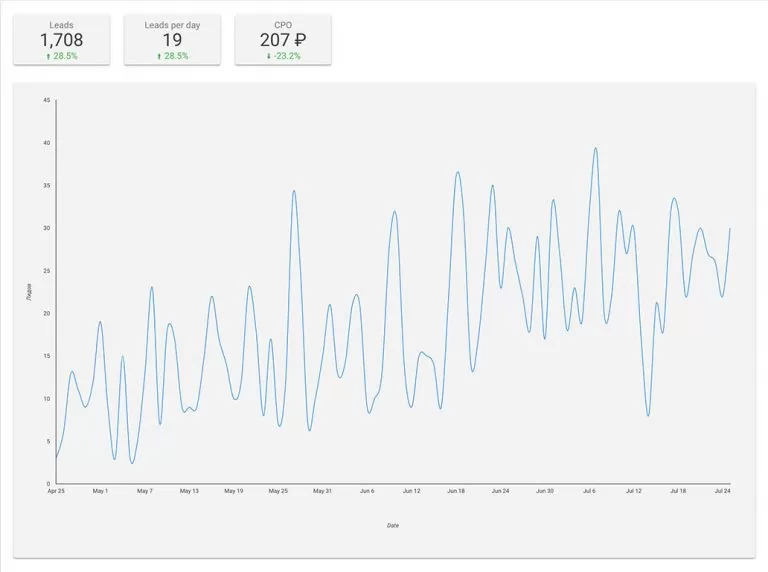 Leads
1,708
⬆ 28.5%
Leads per day
19
⬆ 28.5%
CPO
207 ₽
⬇ -23.2%
45
40
35
30
25
20
15
10
5
0
Лидов
Apr 25 May 1 May 7 May 13 May 19 May 25 May 31 Jun 6 Jun 12 Jun 18 Jun 24 Jun 30 Jul 6 Jul 12 Jul 18 Jul 24
Date